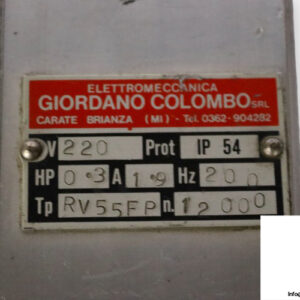 ELETTROMECCANICA
GIORDANO COLOMBO SRL
CARATE BRIANZA (MI) - Tel. 0362-904282
V 220 Prot IP 54
HP 0.3 A 1.9 Hz 200
Tp RV55FP n. 12000